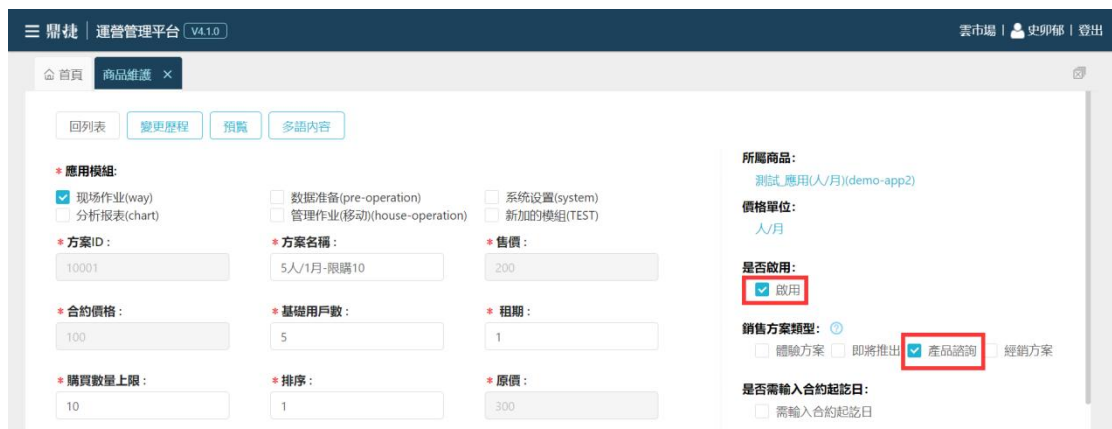 鼎捷 運營管理平台 V4.1.0 雲市場 史卯郁 登出
首頁 商品維護 ×
回列表 變更歷程 預覽 多語內容
* 應用模組:
现场作业(way) 数据准备(pre-operation) 系统设置(system)
分析报表(chart) 管理作业(移动)(house-operation) 新加的模組(TEST)
* 方案ID : * 方案名稱 : * 售價 :
10001 5人/1月-限購10 200
* 合約價格 : * 基礎用戶數 : * 租期 :
100 5 1
* 購買數量上限 : * 排序 : * 原價 :
10 1 300
所屬商品:
測試_應用(人/月)(demo-app2)
價格單位:
人/月
是否啟用:
啟用
銷售方案類型: ?
體驗方案 即將推出 產品諮詢 經銷方案
是否需輸入合約起訖日:
需輸入合約起訖日